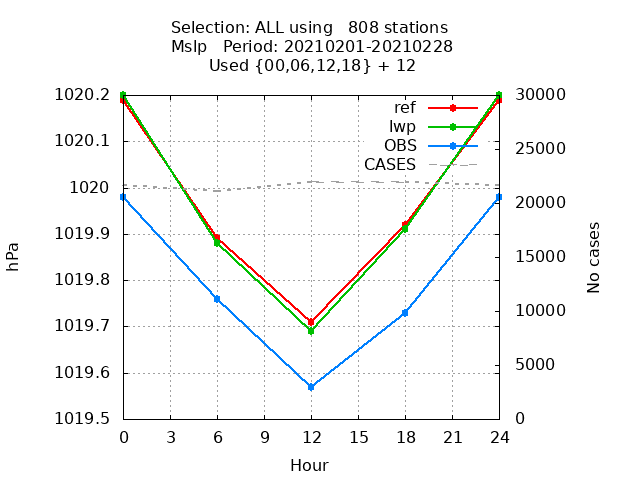 Selection: ALL using   808 stations
Mslp   Period: 20210201-20210228
Used {00,06,12,18} + 12
1020.2
1020.1
1020
1019.9
1019.8
1019.7
1019.6
1019.5
hPa
30000
25000
20000
15000
10000
5000
0
No cases
ref
lwp
OBS
CASES
0 3 6 9 12 15 18 21 24
Hour